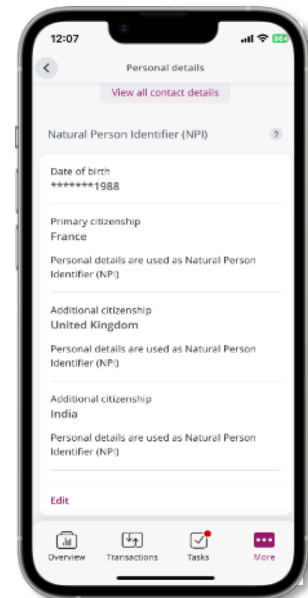 12:07
Personal details
View all contact details
Natural Person Identifier (NPI) ?
Date of birth
*******1988
Primary citizenship
France
Personal details are used as Natural Person
Identifier (NPI)
Additional citizenship
United Kingdom
Personal details are used as Natural Person
Identifier (NPI)
Additional citizenship
India
Personal details are used as Natural Person
Identifier (NPI)
Edit
Overview Transactions Tasks More